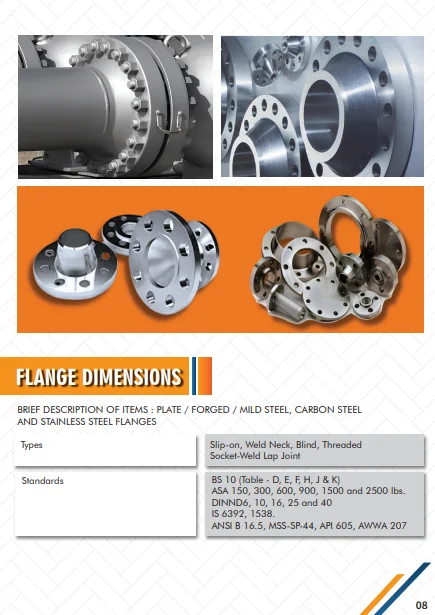 FLANGE DIMENSIONS
BRIEF DESCRIPTION OF ITEMS : PLATE / FORGED / MILD STEEL, CARBON STEEL
AND STAINLESS STEEL FLANGES
Types
Slip-on, Weld Neck, Blind, Threaded
Socket-Weld Lap Joint
Standards
BS 10 (Table - D, E, F, H, J & K)
ASA 150, 300, 600, 900, 1500 and 2500 lbs.
DINND6, 10, 16, 25 and 40
IS 6392, 1538.
ANSI B 16.5, MSS-SP-44, API 605, AWWA 207
08